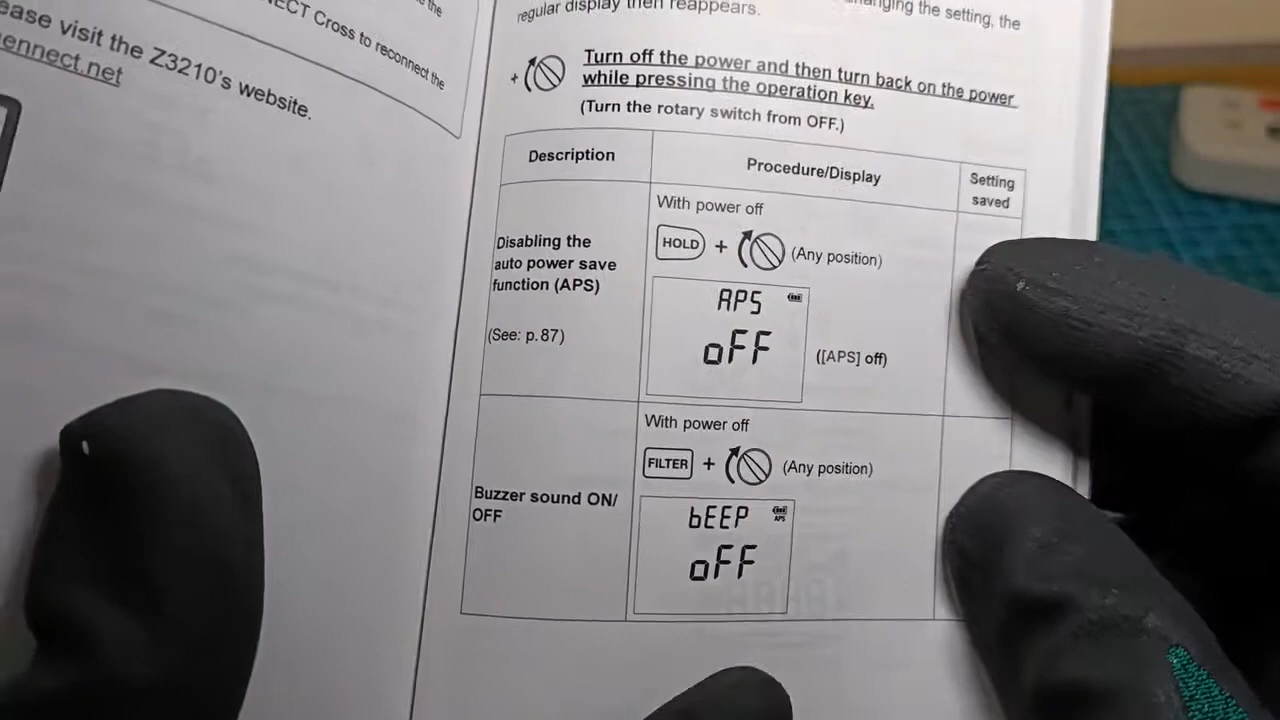 the
NECT Cross to reconnect the
ease visit the Z3210's website.
ennect.net
the setting, the
regular display then reappears.
+
Turn off the power and then turn back on the power
while pressing the operation key.
(Turn the rotary switch from OFF.)
Description
Procedure/Display
Setting
saved
Disabling the
auto power save
function (APS)
(See: p.87)
With power off
HOLD + (Any position)
APS
oFF
([APS] off)
Buzzer sound ON/
OFF
With power off
FILTER + (Any position)
bEEP
APS
oFF